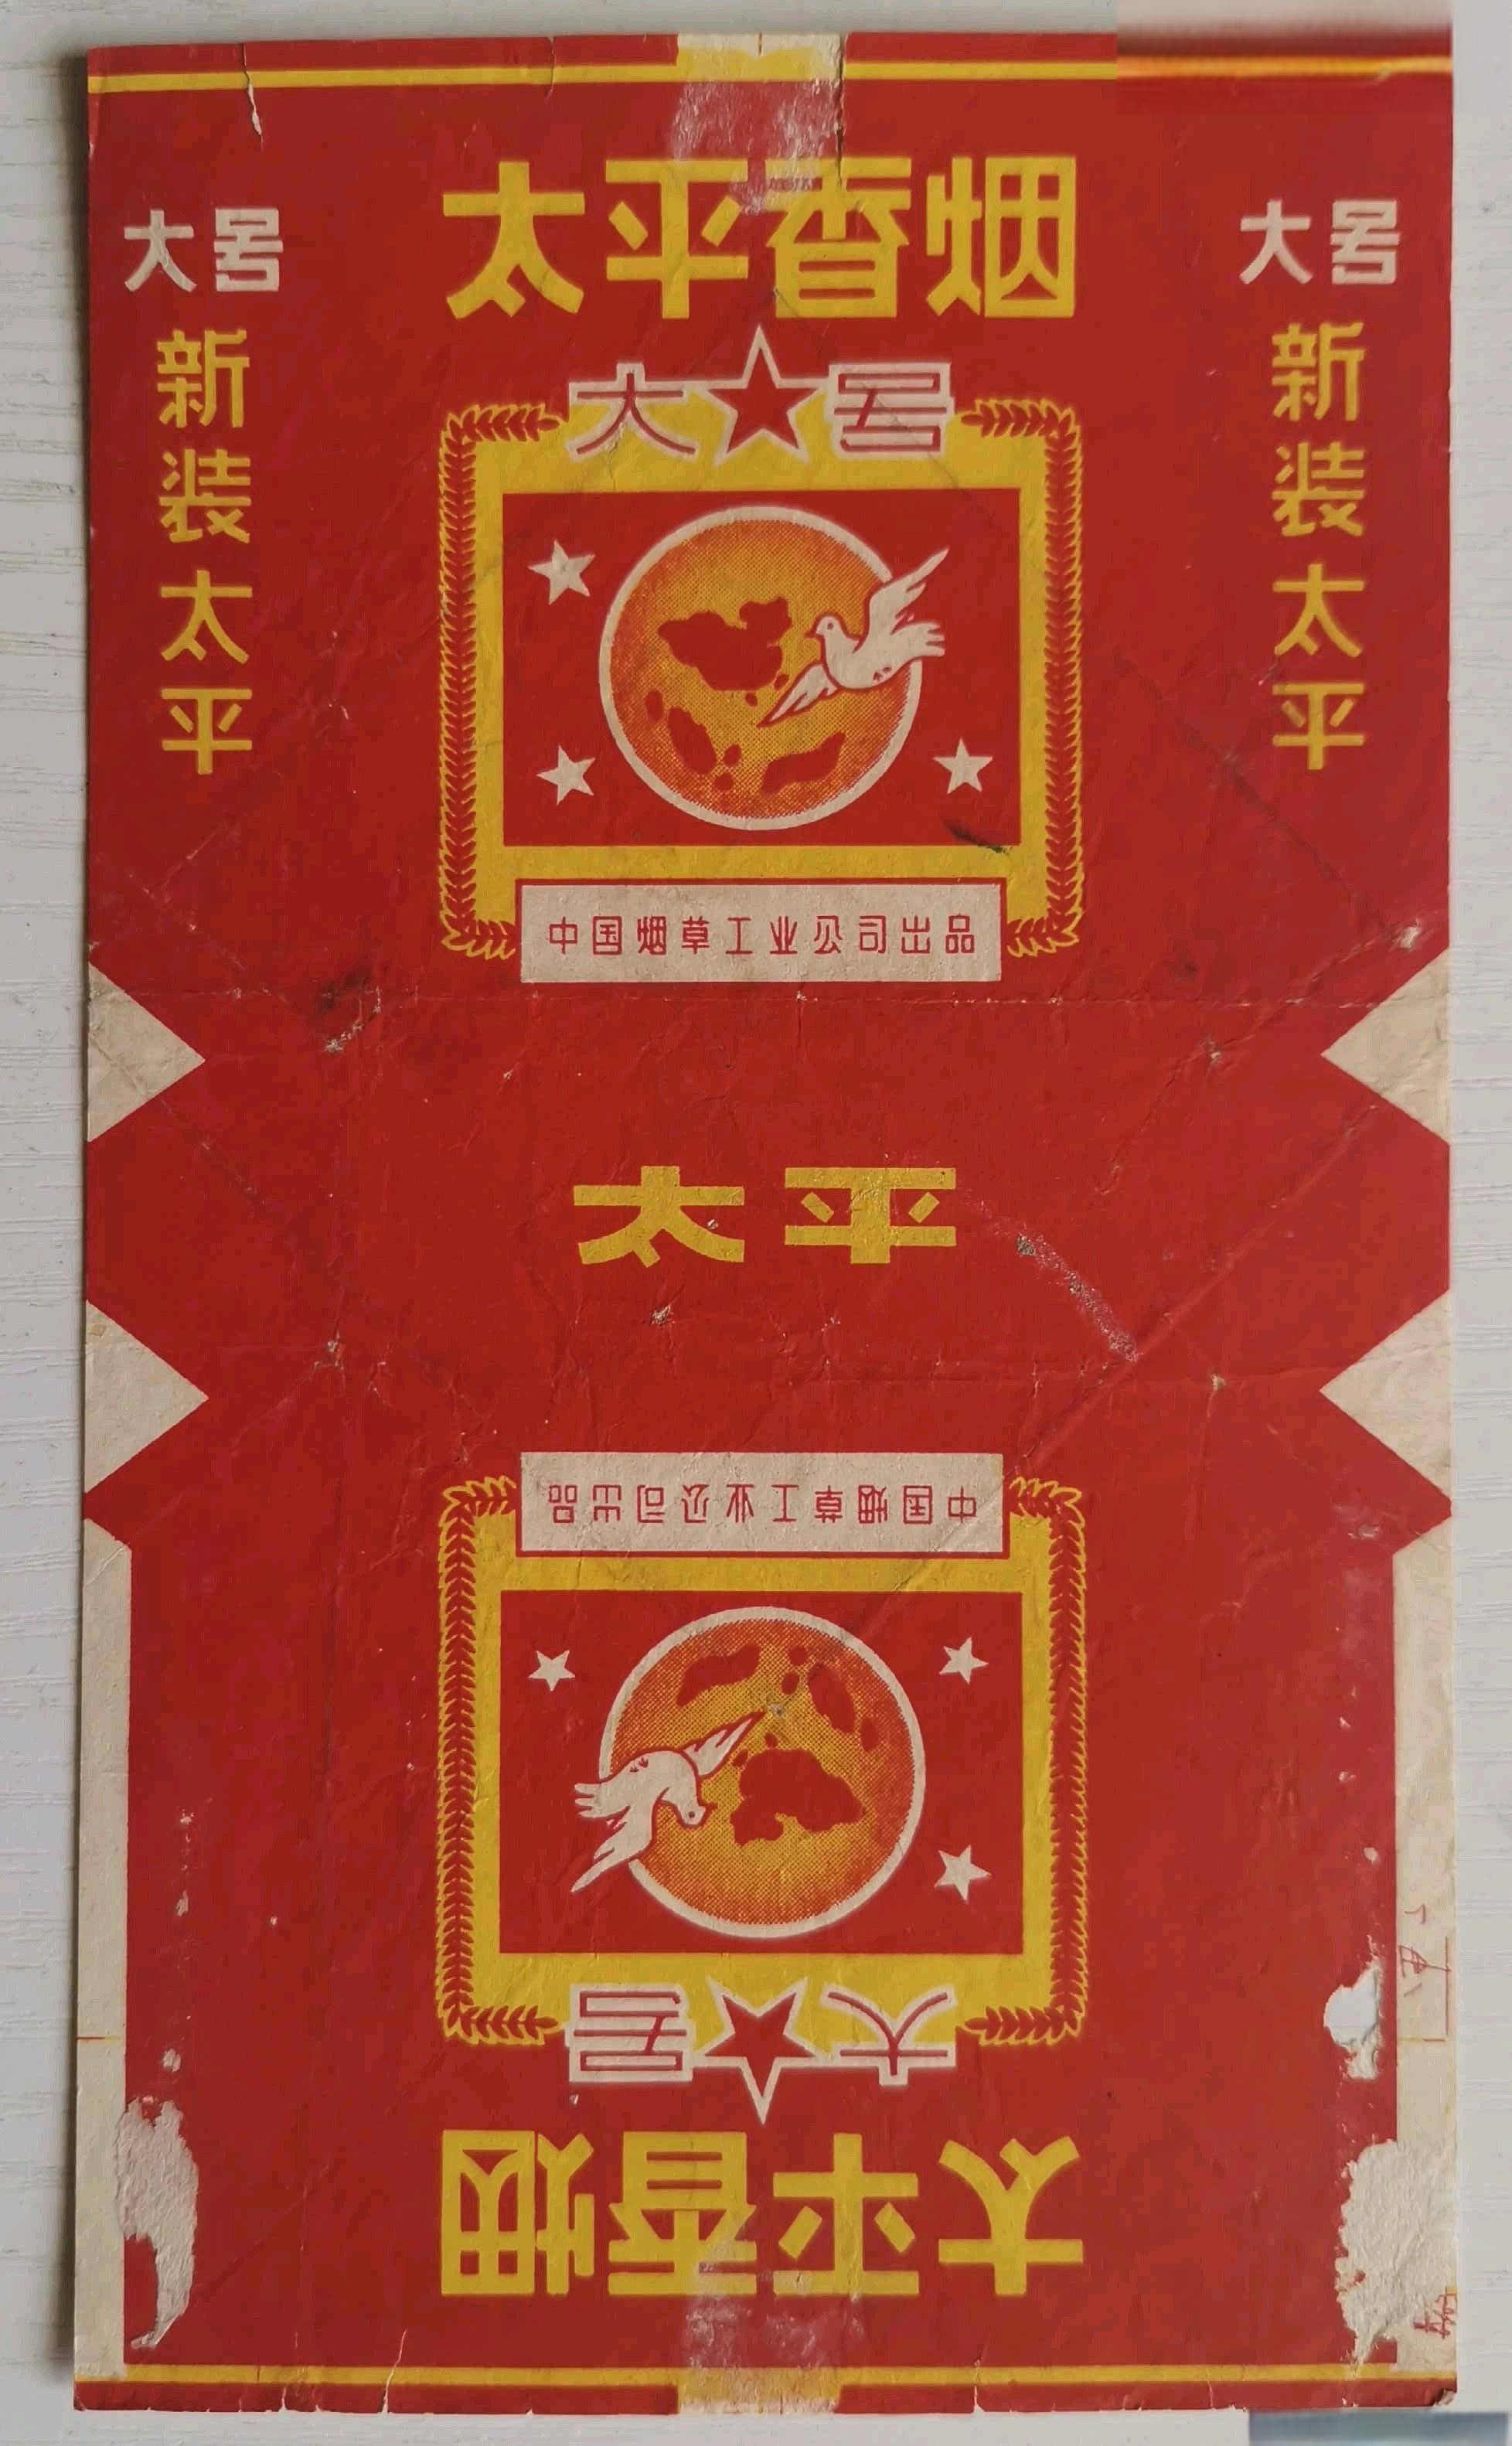 太平香烟
大号
大号
新装太平
大号
新装太平
中国烟草工业公司出品
太平
中国烟草工业公司出品
大号
太平香烟